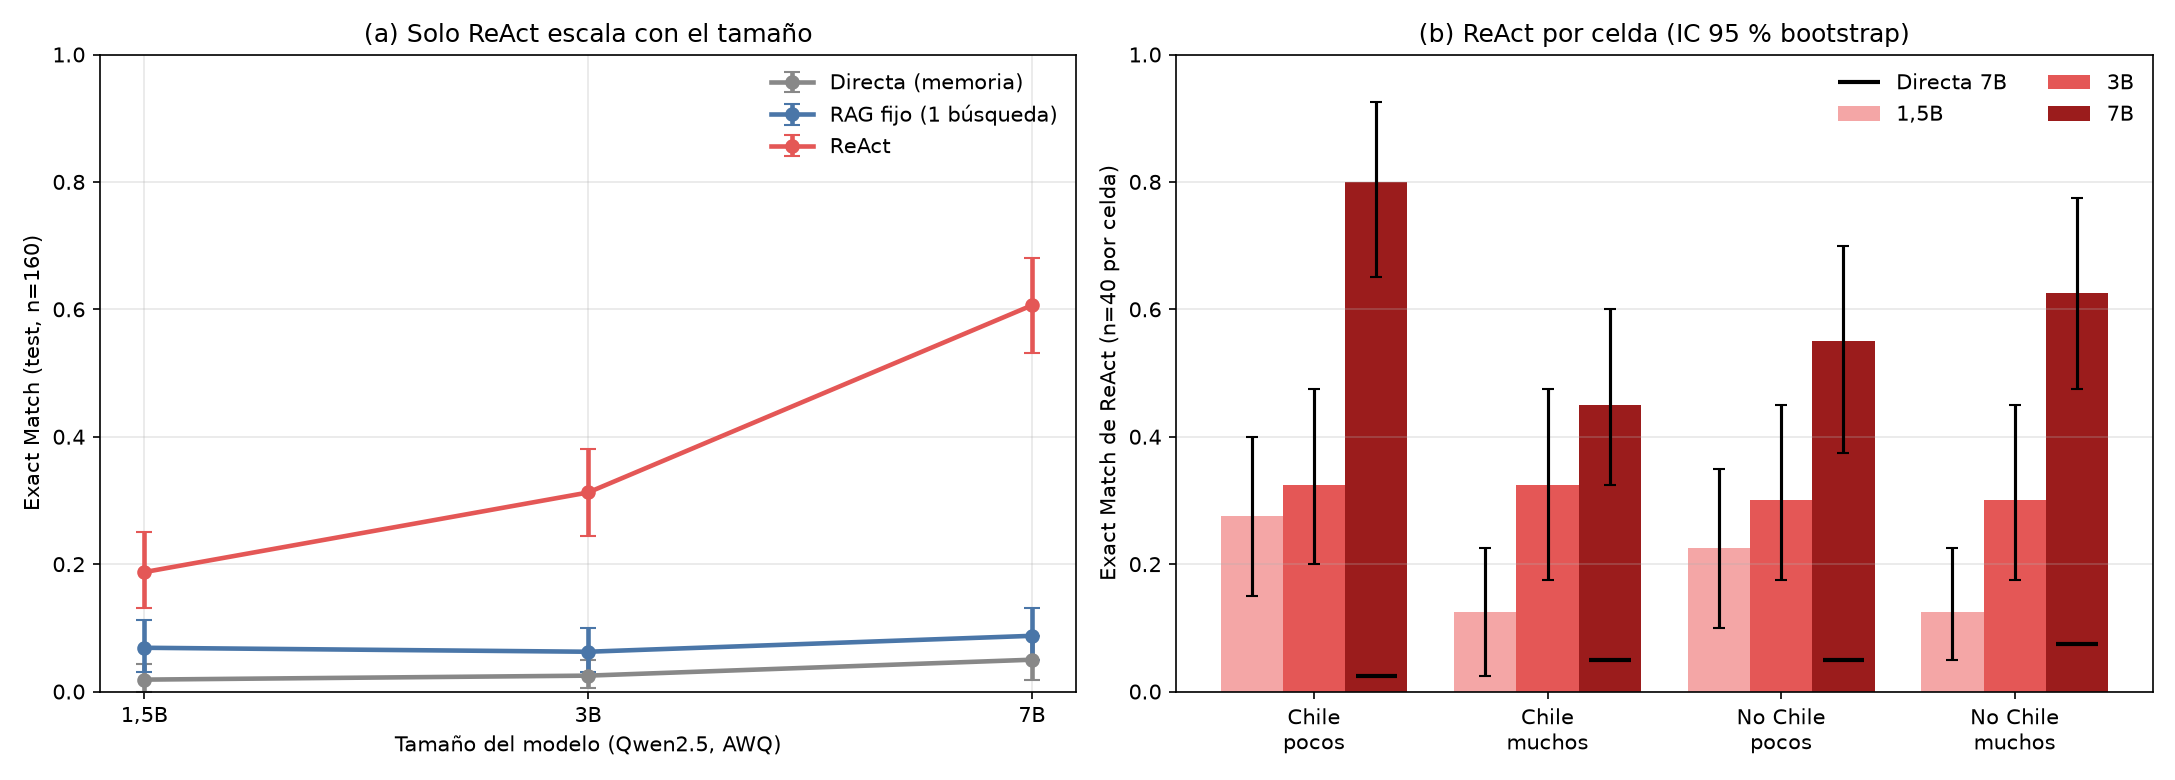 (a) Solo ReAct escala con el tamaño
Exact Match (test, n=160)
1.0
0.8
0.6
0.4
0.2
0.0
Directa (memoria)
RAG fijo (1 búsqueda)
ReAct
1,5B
3B
7B
Tamaño del modelo (Qwen2.5, AWQ)
(b) ReAct por celda (IC 95 % bootstrap)
Exact Match de ReAct (n=40 por celda)
1.0
0.8
0.6
0.4
0.2
0.0
Directa 7B
1,5B
3B
7B
Chile
pocos
Chile
muchos
No Chile
pocos
No Chile
muchos